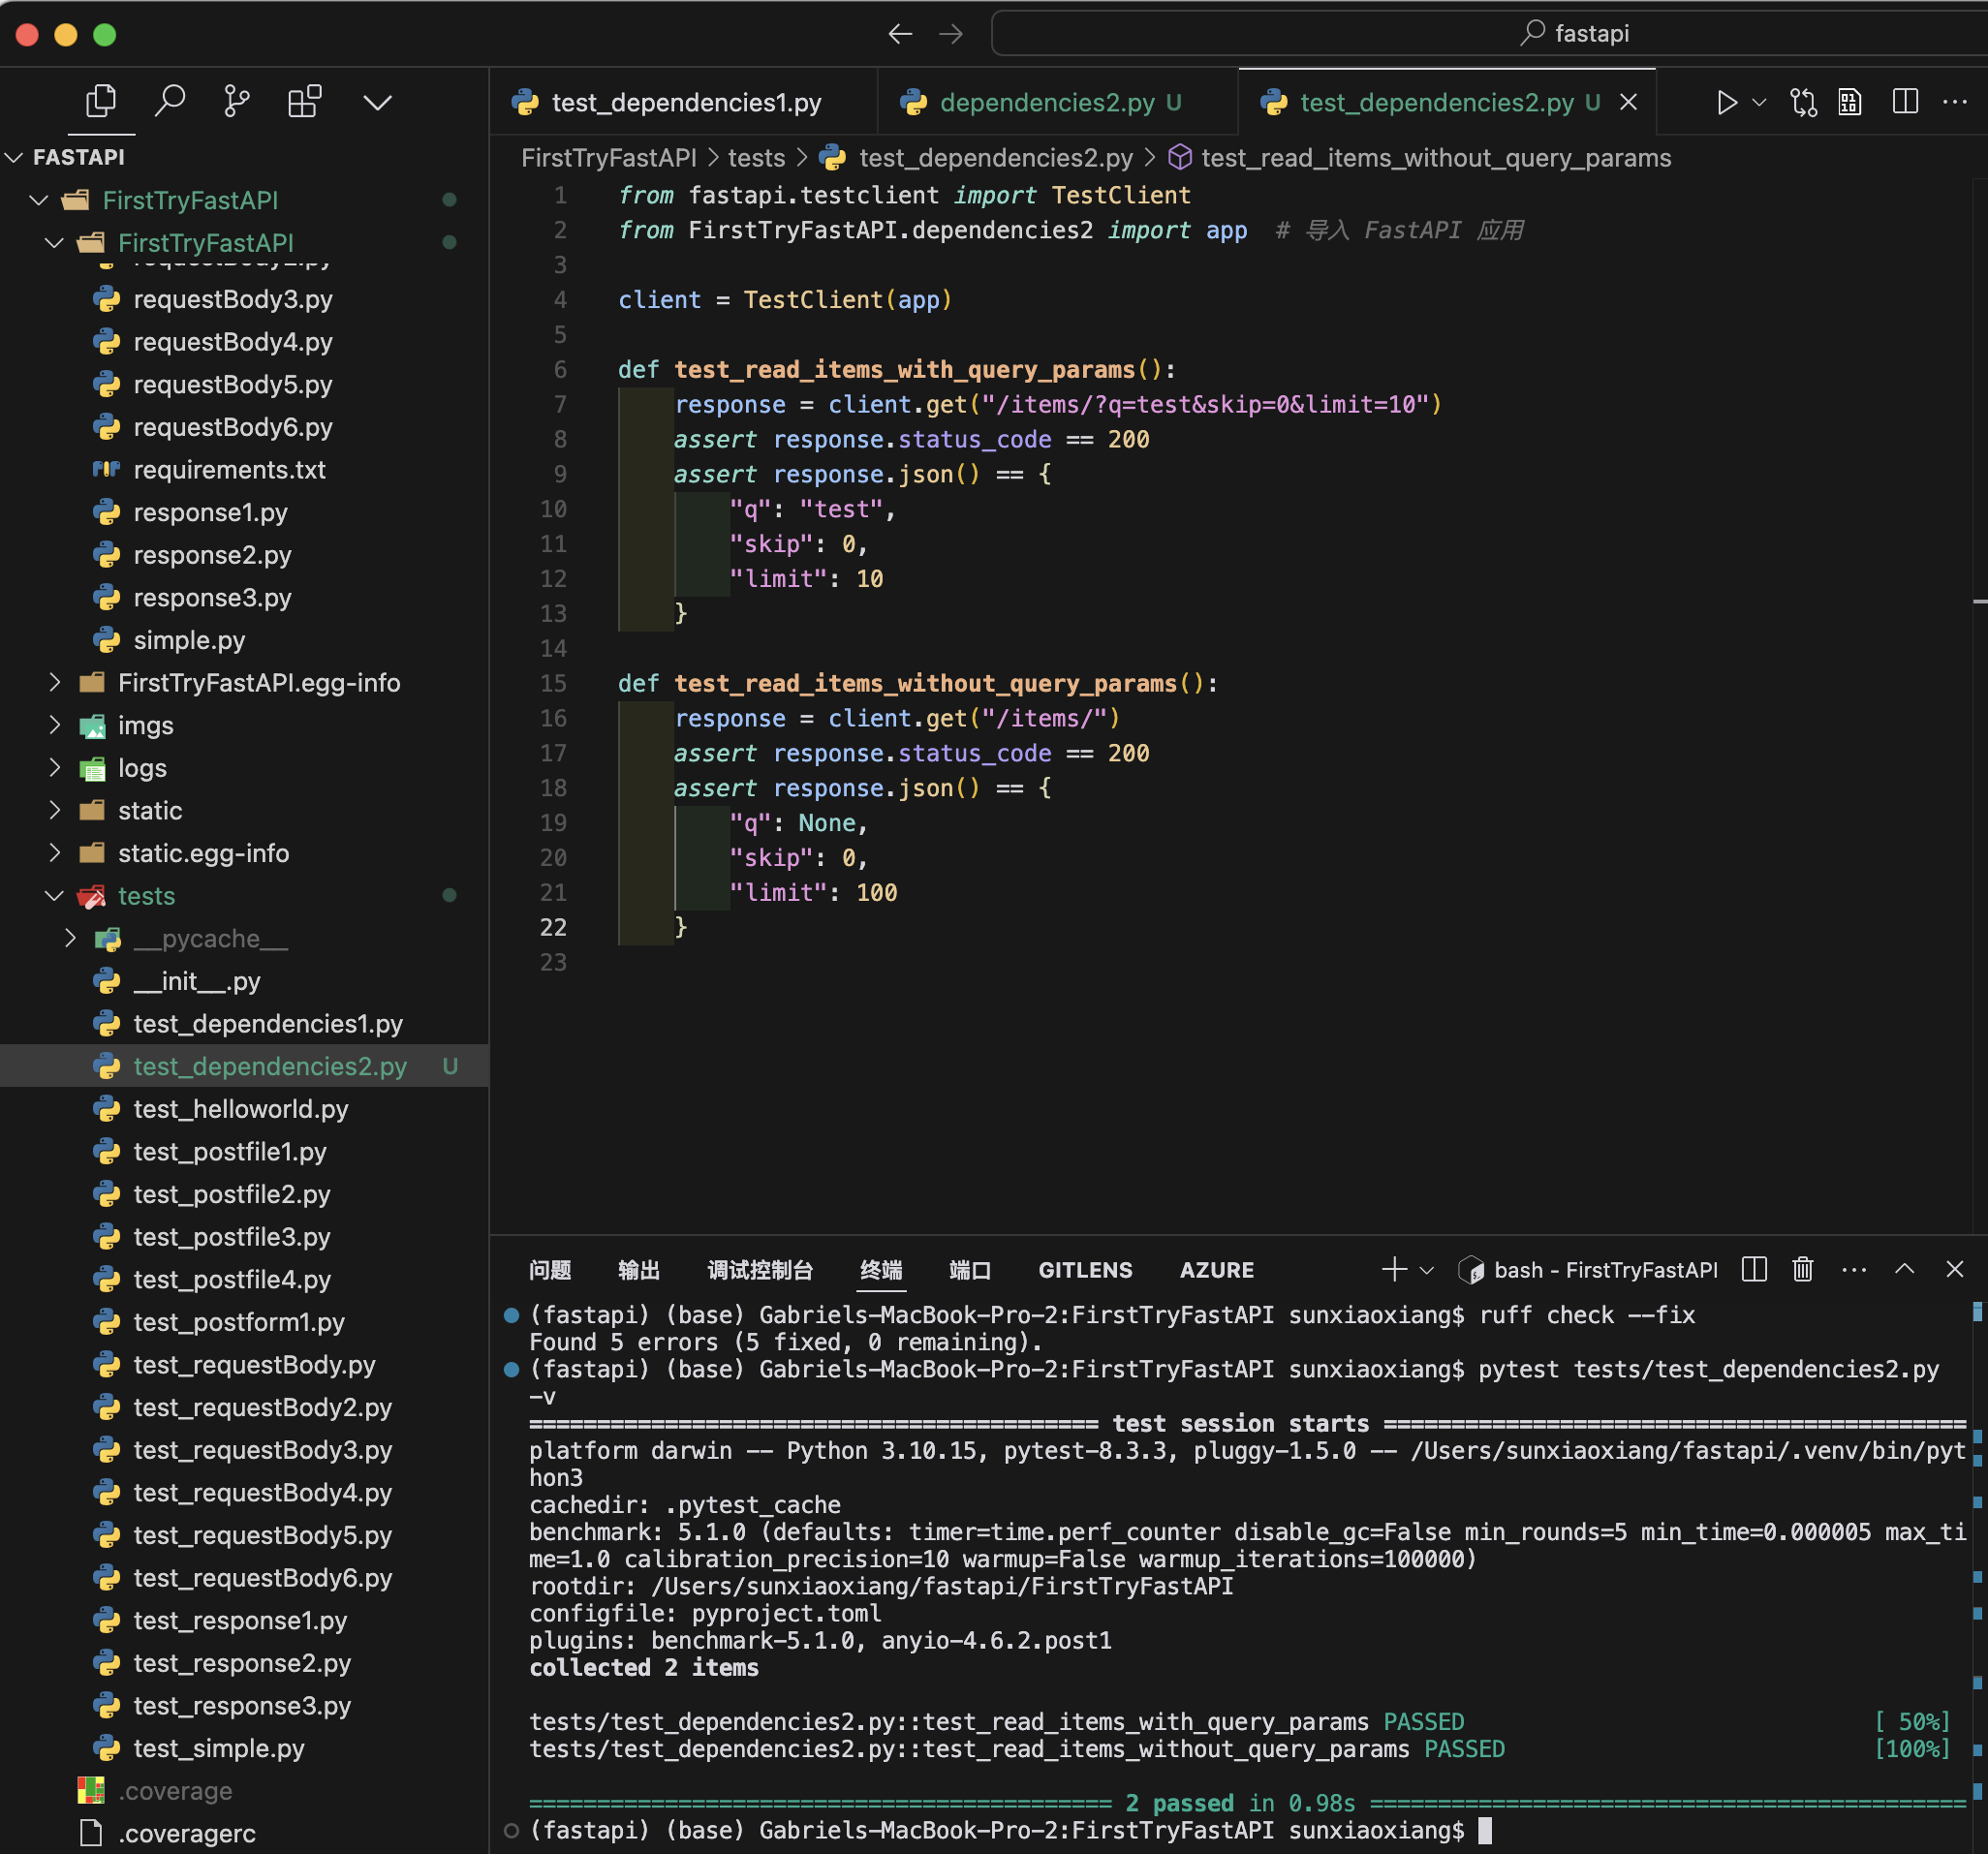 fastapi
test_dependencies1.py
dependencies2.py U
test_dependencies2.py U
FASTAPI
FirstTryFastAPI
FirstTryFastAPI
requestBody3.py
requestBody4.py
requestBody5.py
requestBody6.py
requirements.txt
response1.py
response2.py
response3.py
simple.py
FirstTryFastAPI.egg-info
imgs
logs
static
static.egg-info
tests
__pycache__
__init__.py
test_dependencies1.py
test_dependencies2.py U
test_helloworld.py
test_postfile1.py
test_postfile2.py
test_postfile3.py
test_postfile4.py
test_postform1.py
test_requestBody.py
test_requestBody2.py
test_requestBody3.py
test_requestBody4.py
test_requestBody5.py
test_requestBody6.py
test_response1.py
test_response2.py
test_response3.py
test_simple.py
.coverage
.coveragerc
FirstTryFastAPI > tests > test_dependencies2.py > test_read_items_without_query_params
1 from fastapi.testclient import TestClient
2 from FirstTryFastAPI.dependencies2 import app  # 导入 FastAPI 应用
3
4 client = TestClient(app)
5
6 def test_read_items_with_query_params():
7     response = client.get("/items/?q=test&skip=0&limit=10")
8     assert response.status_code == 200
9     assert response.json() == {
10         "q": "test",
11         "skip": 0,
12         "limit": 10
13     }
14
15 def test_read_items_without_query_params():
16     response = client.get("/items/")
17     assert response.status_code == 200
18     assert response.json() == {
19         "q": None,
20         "skip": 0,
21         "limit": 100
22     }
23
问题 输出 调试控制台 终端 端口 GITLENS AZURE bash - FirstTryFastAPI
(fastapi) (base) Gabriels-MacBook-Pro-2:FirstTryFastAPI sunxiaoxiang$ ruff check --fix
Found 5 errors (5 fixed, 0 remaining).
(fastapi) (base) Gabriels-MacBook-Pro-2:FirstTryFastAPI sunxiaoxiang$ pytest tests/test_dependencies2.py
-v
========================================== test session starts ===========================================
platform darwin -- Python 3.10.15, pytest-8.3.3, pluggy-1.5.0 -- /Users/sunxiaoxiang/fastapi/.venv/bin/pyt
hon3
cachedir: .pytest_cache
benchmark: 5.1.0 (defaults: timer=time.perf_counter disable_gc=False min_rounds=5 min_time=0.000005 max_ti
me=1.0 calibration_precision=10 warmup=False warmup_iterations=100000)
rootdir: /Users/sunxiaoxiang/fastapi/FirstTryFastAPI
configfile: pyproject.toml
plugins: benchmark-5.1.0, anyio-4.6.2.post1
collected 2 items
tests/test_dependencies2.py::test_read_items_with_query_params PASSED [ 50%]
tests/test_dependencies2.py::test_read_items_without_query_params PASSED [100%]
=========================================== 2 passed in 0.98s ============================================
(fastapi) (base) Gabriels-MacBook-Pro-2:FirstTryFastAPI sunxiaoxiang$